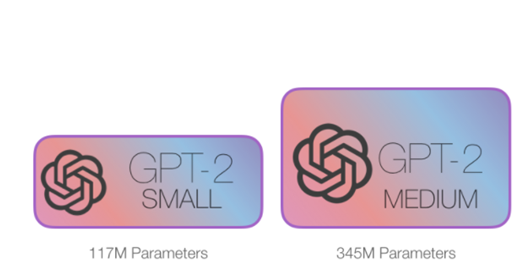 GPT-2
SMALL
117M Parameters
GPT-2
MEDIUM
345M Parameters